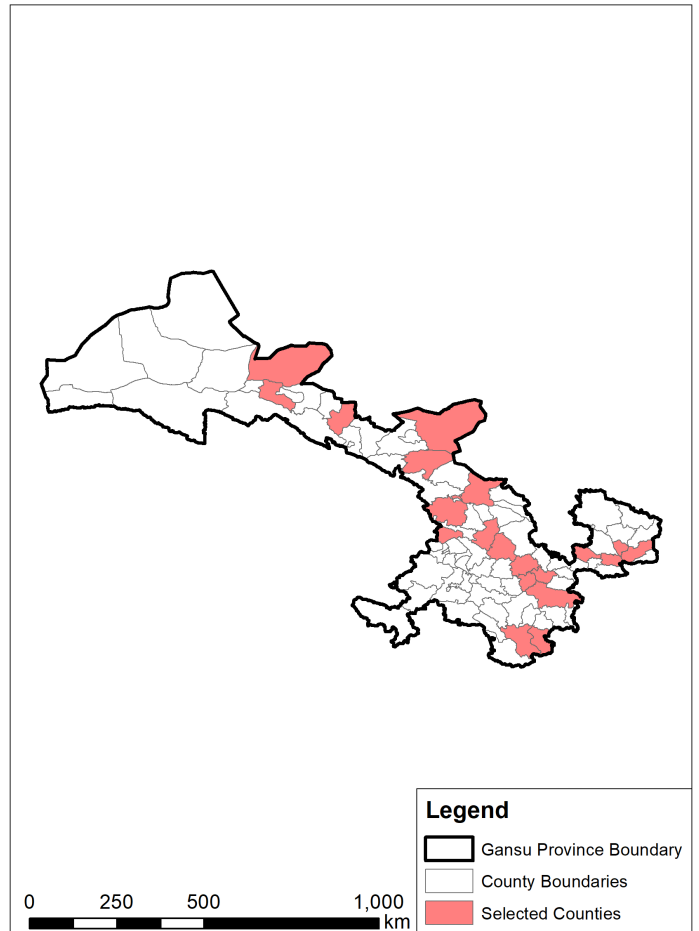 Legend
Gansu Province Boundary
County Boundaries
Selected Counties
0 250 500 1,000
km